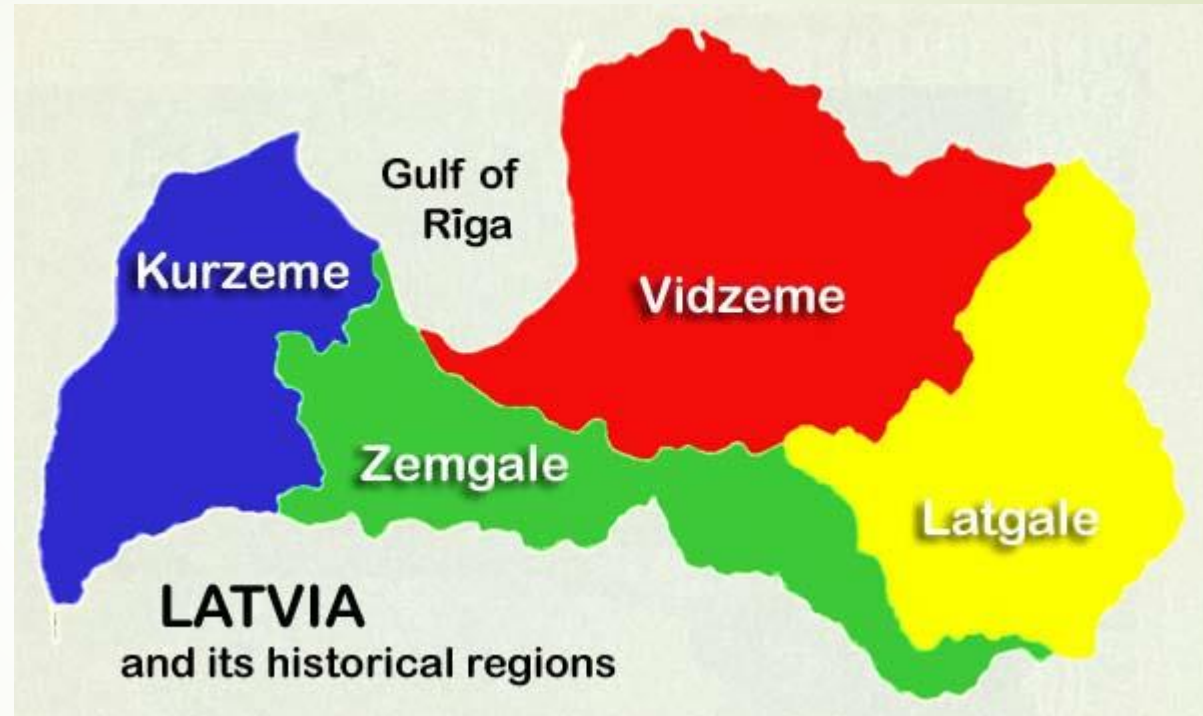 Gulf of
Rīga
Kurzeme
Vidzeme
Zemgale
Latgale
LATVIA
and its historical regions